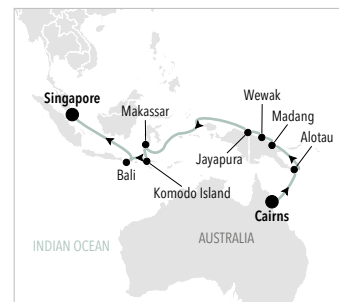 Singapore
Makassar
Wewak
Madang
Alotau
Jayapura
Bali
Komodo Island
Cairns
INDIAN OCEAN
AUSTRALIA